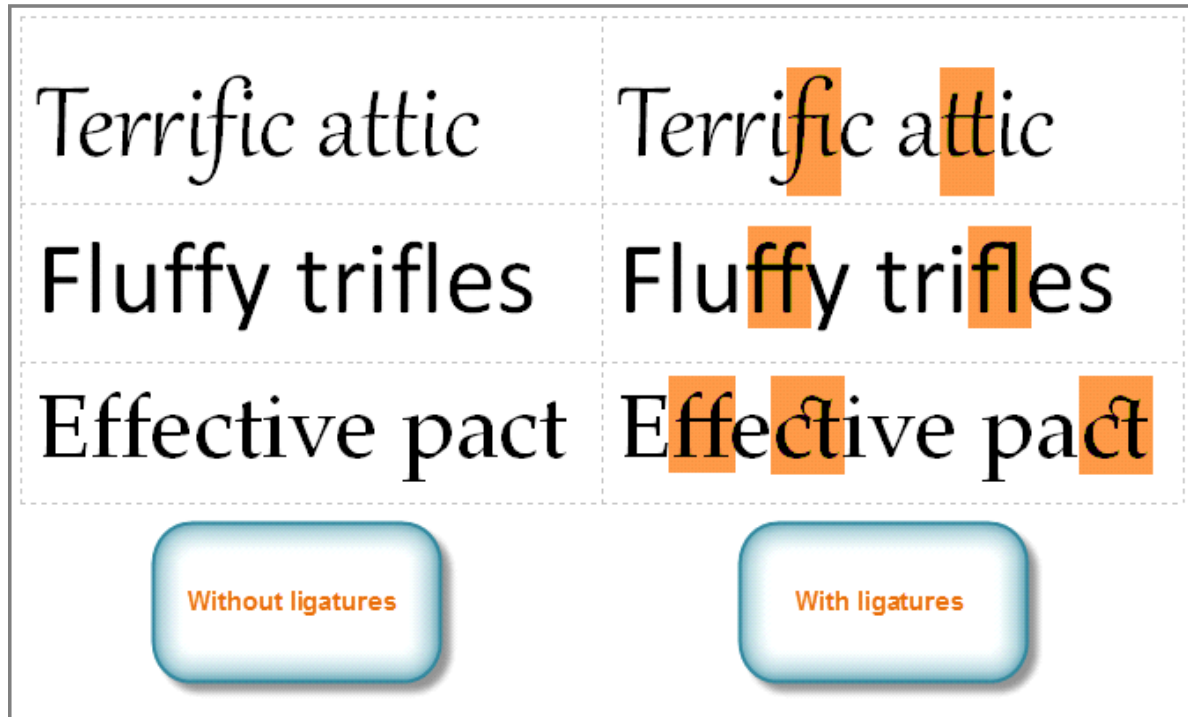 Terrific attic Terrific attic
Fluffy trifles Fluffy trifles
Effective pact Effective pact
Without ligatures With ligatures